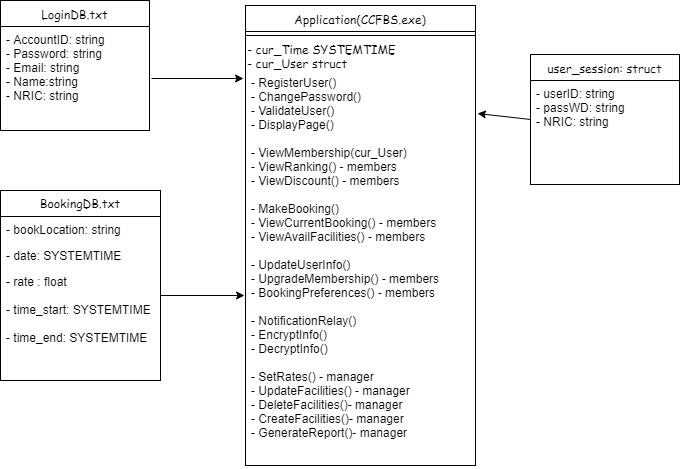 LoginDB.txt
- AccountID: string
- Password: string
- Email: string
- Name:string
- NRIC: string
BookingDB.txt
- bookLocation: string
- date: SYSTEMTIME
- rate : float
- time_start: SYSTEMTIME
- time_end: SYSTEMTIME
Application(CCFBS.exe)
- cur_Time SYSTEMTIME
- cur_User struct
- RegisterUser()
- ChangePassword()
- ValidateUser()
- DisplayPage()
- ViewMembership(cur_User)
- ViewRanking() - members
- ViewDiscount() - members
- MakeBooking()
- ViewCurrentBooking() - members
- ViewAvailFacilities() - members
- UpdateUserInfo()
- UpgradeMembership() - members
- BookingPreferences() - members
- NotificationRelay()
- EncryptInfo()
- DecryptInfo()
- SetRates() - manager
- UpdateFacilities() - manager
- DeleteFacilities()- manager
- CreateFacilities()- manager
- GenerateReport()- manager
user_session: struct
- userID: string
- passWD: string
- NRIC: string